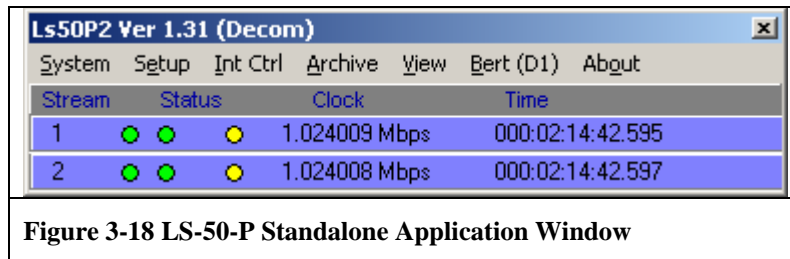 Ls50P2 Ver 1.31 (Decom)
System Setup Int Ctrl Archive View Bert (D1) About
Stream Status Clock Time
1 1.024009 Mbps 000:02:14:42.595
2 1.024008 Mbps 000:02:14:42.597
Figure 3-18 LS-50-P Standalone Application Window